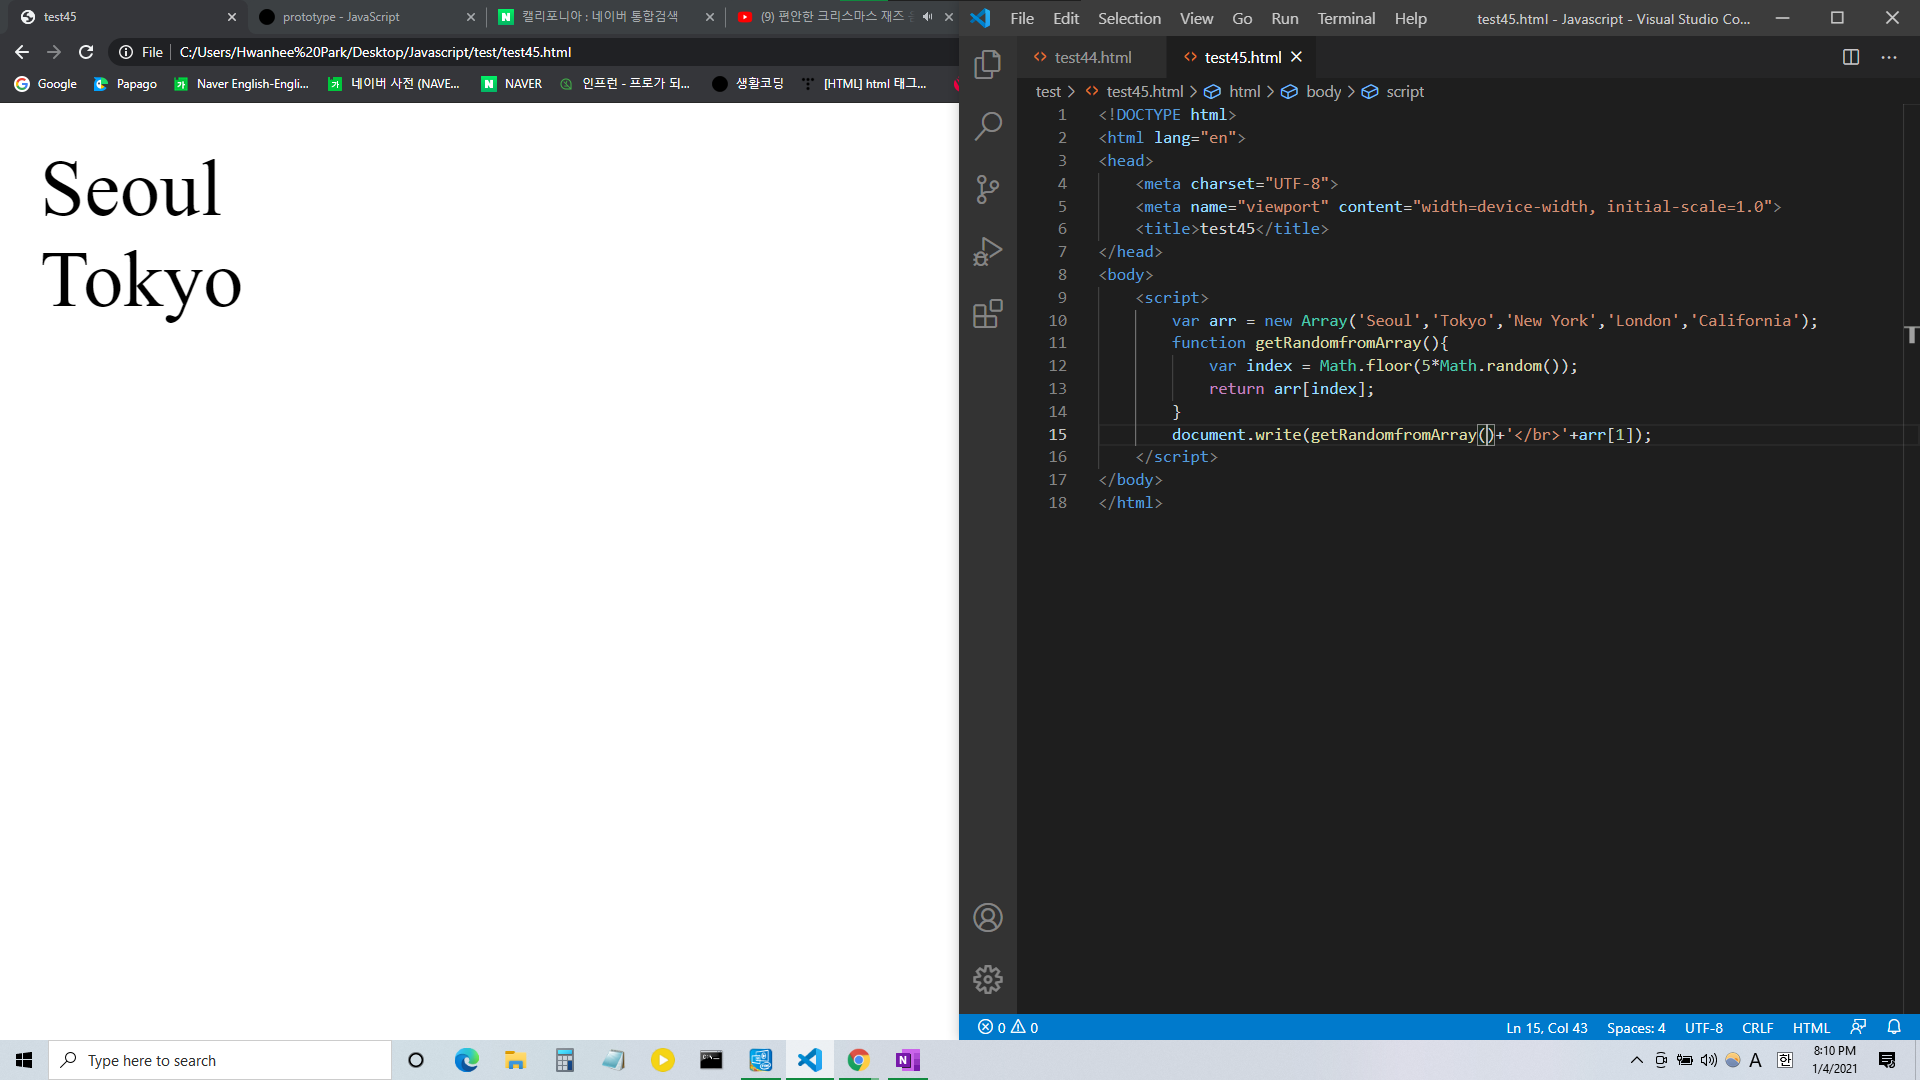 test45
prototype - JavaScript
캘리포니아 : 네이버 통합검색
(9) 편안한 크리스마스 재즈
File C:/Users/Hwanhee%20Park/Desktop/Javascript/test/test45.html
Google Papago Naver English-Engli... 네이버 사전 (NAVE... NAVER 인프런 - 프로가 되... 생활코딩 [HTML] html 태그...
Seoul
Tokyo
File Edit Selection View Go Run Terminal Help test45.html - Javascript - Visual Studio Co...
test44.html test45.html
test > test45.html > html > body > script
1 <!DOCTYPE html>
2 <html lang="en">
3 <head>
4 <meta charset="UTF-8">
5 <meta name="viewport" content="width=device-width, initial-scale=1.0">
6 <title>test45</title>
7 </head>
8 <body>
9 <script>
10 var arr = new Array('Seoul','Tokyo','New York','London','California');
11 function getRandomfromArray(){
12 var index = Math.floor(5*Math.random());
13 return arr[index];
14 }
15 document.write(getRandomfromArray()+'</br>'+arr[1]);
16 </script>
17 </body>
18 </html>
0 0 Ln 15, Col 43 Spaces: 4 UTF-8 CRLF HTML
Type here to search
A 한 8:10 PM
1/4/2021